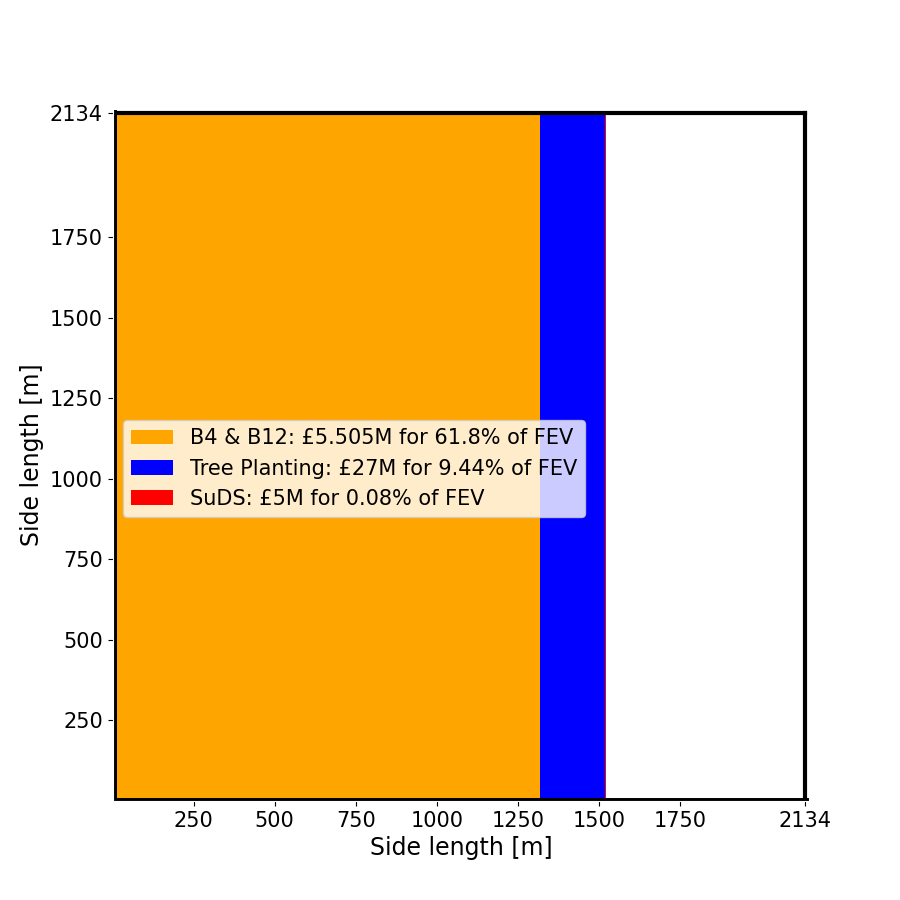 2134
1750
1500
1250
1000
750
500
250
Side length [m]
B4 & B12: £5.505M for 61.8% of FEV
Tree Planting: £27M for 9.44% of FEV
SuDS: £5M for 0.08% of FEV
250 500 750 1000 1250 1500 1750 2134
Side length [m]